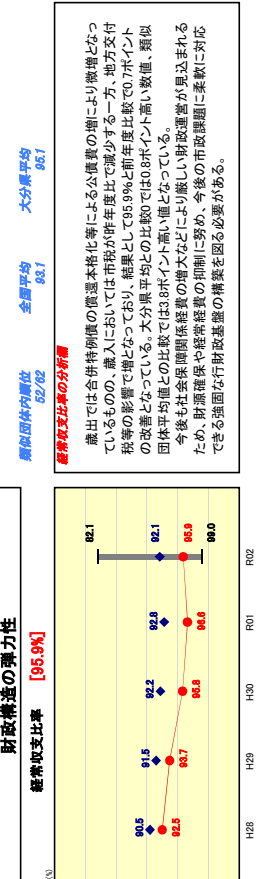 財政構造の弾力性
経常収支比率 [95.9%]
(%)
82.1
90.5
91.5
92.2
92.8
92.1
92.5
93.7
95.8
96.6
95.9
99.0
H28 H29 H30 R01 R02
類似団体内順位
52/62
全国平均
93.1
大分県平均
95.1
経常収支比率の分析欄
歳出では合併特例債の償還本格化等による公債費の増により微増となっ
ているものの、歳入においては市税が昨年度比で減少する一方、地方交付
税等の影響で増となっており、結果として95.9%と前年度比較で0.7ポイント
の改善となっている。大分県平均との比較0では0.8ポイント高い数値、類似
団体平均値との比較では3.8ポイント高い値となっている。
今後も社会保障関係経費の増大などにより厳しい財政運営が見込まれる
ため、財源確保や経常経費の抑制に努め、今後の市政課題に柔軟に対応
できる強固な行財政基盤の構築を図る必要がある。